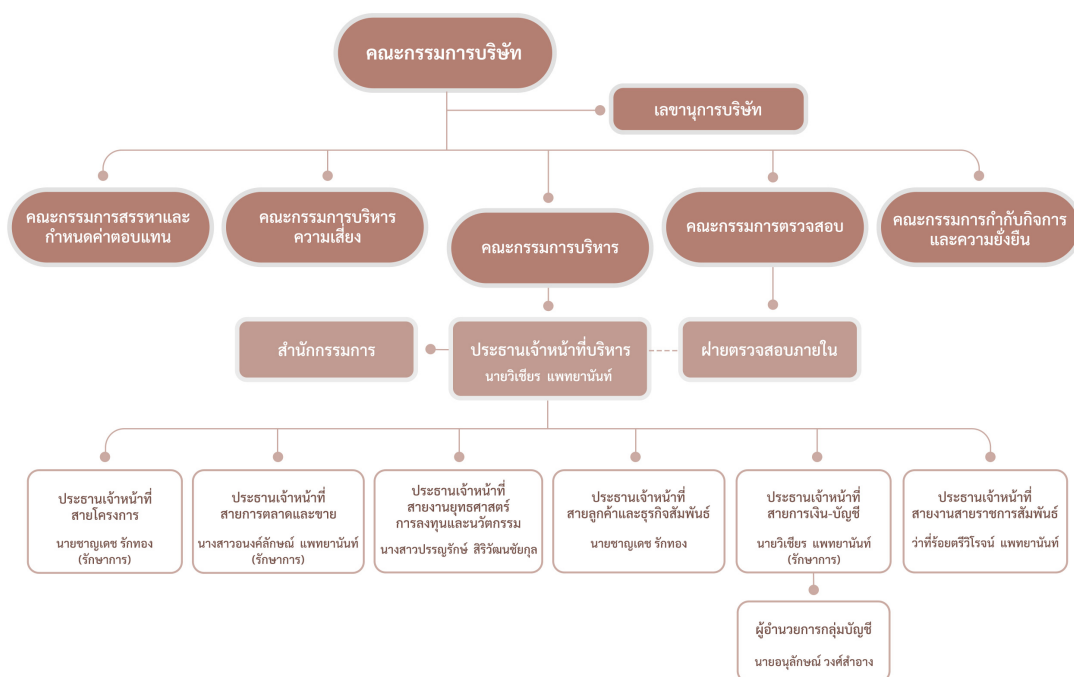 คณะกรรมการบริษัท
เลขานุการบริษัท
คณะกรรมการสรรหาและ
กำหนดค่าตอบแทน
คณะกรรมการบริหาร
ความเสี่ยง
คณะกรรมการบริหาร
คณะกรรมการตรวจสอบ
คณะกรรมการกำกับกิจการ
และความยั่งยืน
สำนักกรรมการ
ประธานเจ้าหน้าที่บริหาร
นายวิเชียร แพทยานันท์
ฝ่ายตรวจสอบภายใน
ประธานเจ้าหน้าที่
สายโครงการ
นายชาญเดช รักทอง
(รักษาการ)
ประธานเจ้าหน้าที่
สายการตลาดและขาย
นางสาวอนงค์ลักษณ์ แพทยานันท์
(รักษาการ)
ประธานเจ้าหน้าที่
สายงานยุทธศาสตร์
การลงทุนและนวัตกรรม
นางสาวปรรญรักษ์ สิริวัฒนชัยกุล
ประธานเจ้าหน้าที่
สายลูกค้าและธุรกิจสัมพันธ์
นายชาญเดช รักทอง
ประธานเจ้าหน้าที่
สายการเงิน-บัญชี
นายวิเชียร แพทยานันท์
(รักษาการ)
ประธานเจ้าหน้าที่
สายงานสายราชการสัมพันธ์
ว่าที่ร้อยตรีวิโรจน์ แพทยานันท์
ผู้อำนวยการกลุ่มบัญชี
นายอนุลักษณ์ วงศ์สำอาง